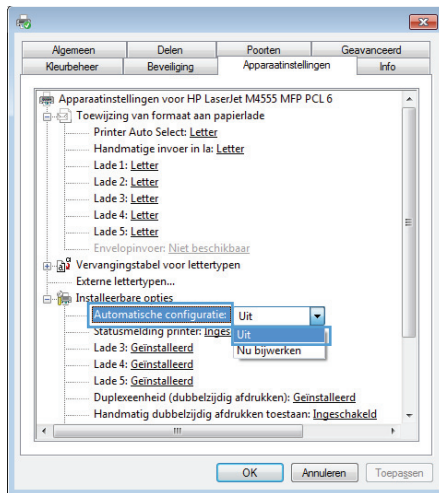 Algemeen Delen Poorten Geavanceerd
Kleurbeheer Beveiliging Apparaatinstellingen Info
Apparaatinstellingen voor HP LaserJet M4555 MFP PCL 6
Toewijzing van formaat aan papierlade
Printer Auto Select: Letter
Handmatige invoer in la: Letter
Lade 1: Letter
Lade 2: Letter
Lade 3: Letter
Lade 4: Letter
Lade 5: Letter
Envelopinvoer: Niet beschikbaar
Vervangingstabel voor lettertypen
Externe lettertypen...
Installeerbare opties
Automatische configuratie: Uit
Statusmelding printer: Inges
Uit
Lade 3: Geïnstalleerd
Nu bijwerken
Lade 4: Geïnstalleerd
Lade 5: Geïnstalleerd
Duplexeenheid (dubbelzijdig afdrukken): Geïnstalleerd
Handmatig dubbelzijdig afdrukken toestaan: Ingeschakeld
OK Annuleren Toepassen